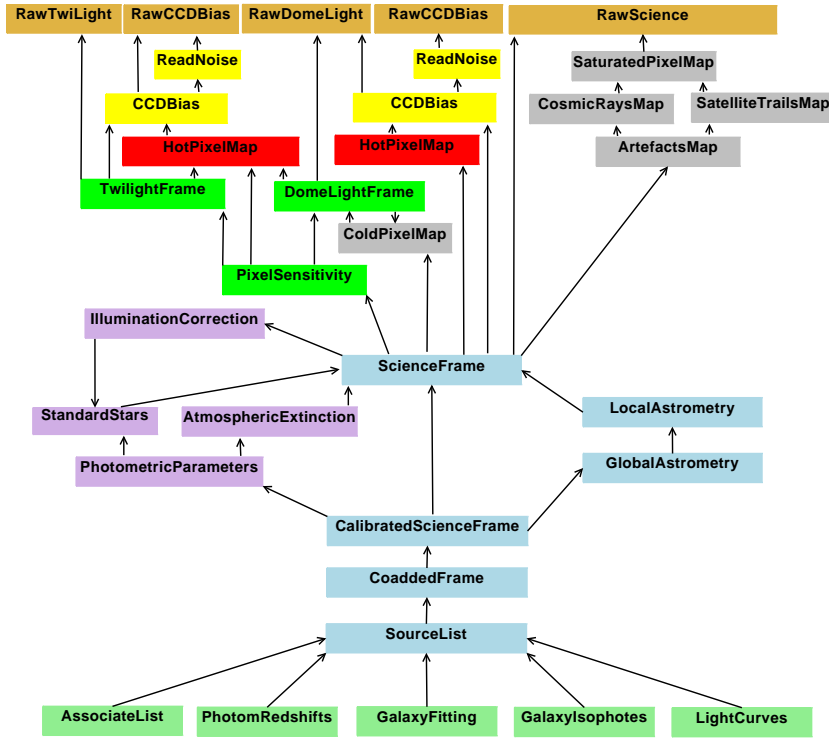 RawTwiLight
RawCCDBias
RawDomeLight
RawCCDBias
RawScience
ReadNoise
ReadNoise
SaturatedPixelMap
CCDBias
CCDBias
CosmicRaysMap
SatelliteTrailsMap
HotPixelMap
HotPixelMap
ArtefactsMap
TwilightFrame
DomeLightFrame
ColdPixelMap
PixelSensitivity
IlluminationCorrection
ScienceFrame
StandardStars
AtmosphericExtinction
LocalAstrometry
PhotometricParameters
GlobalAstrometry
CalibratedScienceFrame
CoaddedFrame
SourceList
AssociateList
PhotomRedshifts
GalaxyFitting
GalaxyIsophotes
LightCurves